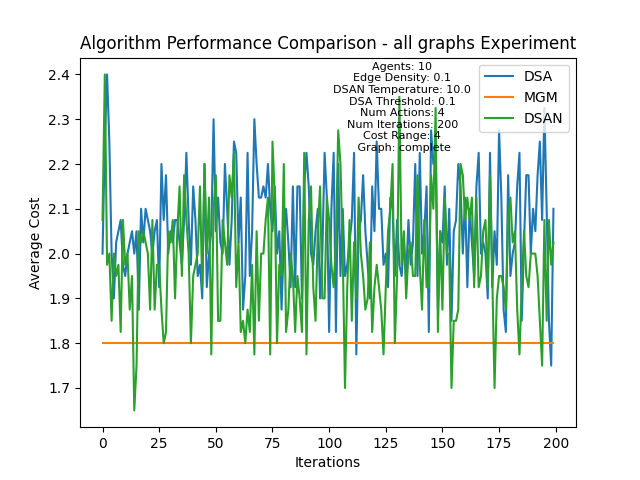 Algorithm Performance Comparison - all graphs Experiment
Agents: 10
Edge Density: 0.1
DSAN Temperature: 10.0
DSA Threshold: 0.1
Num Actions: 4
Num Iterations: 200
Cost Range: 4
Graph: complete
DSA
MGM
DSAN
Average Cost
2.4
2.3
2.2
2.1
2.0
1.9
1.8
1.7
0 25 50 75 100 125 150 175 200
Iterations